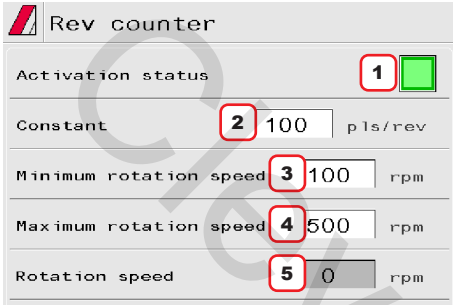 Rev counter
Activation status 1
Constant 2 100 pls/rev
Minimum rotation speed 3 100 rpm
Maximum rotation speed 4 500 rpm
Rotation speed 5 0 rpm